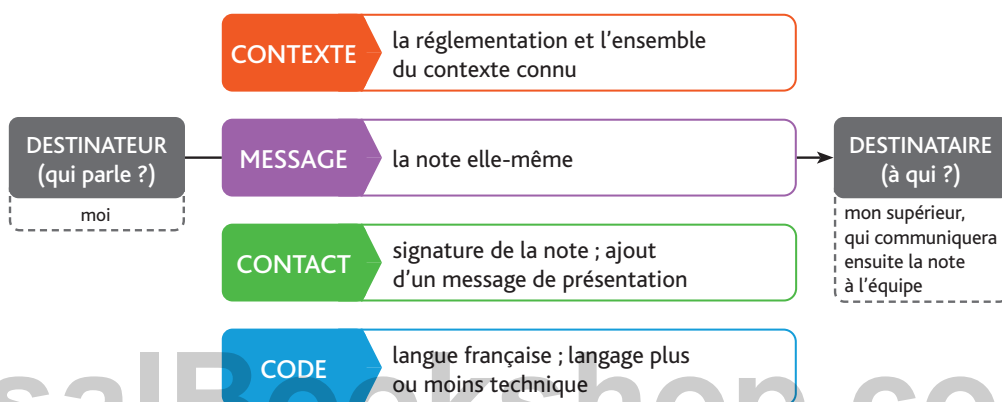 CONTEXTE
la réglementation et l'ensemble
du contexte connu
DESTINATEUR
(qui parle ?)
moi
MESSAGE
la note elle-même
DESTINATAIRE
(à qui ?)
mon supérieur,
qui communiquera
ensuite la note
à l'équipe
CONTACT
signature de la note ; ajout
d'un message de présentation
CODE
langue française ; langage plus
ou moins technique
salBookshop.co